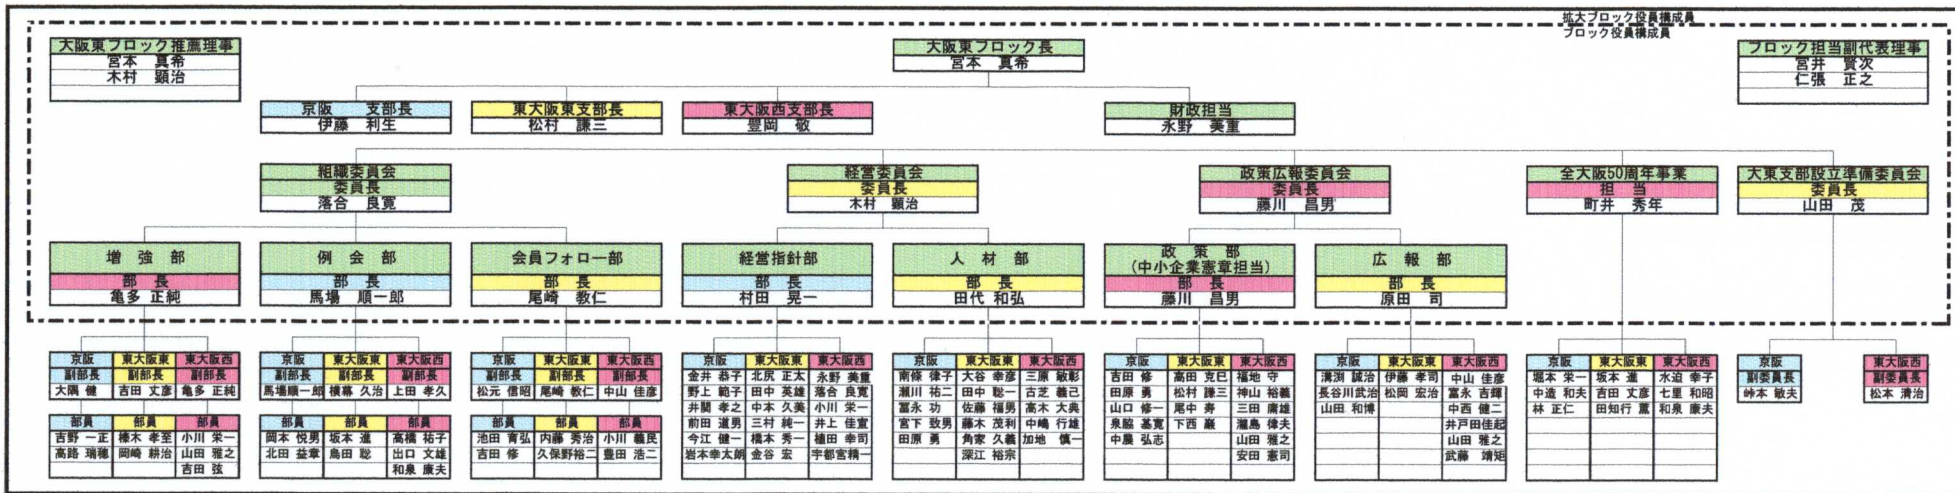 拡大ブロック役員構成員
ブロック役員構成員
大阪東ブロック推薦理事
宮本 真希
木村 顕治
大阪東ブロック長
宮本 真希
ブロック担当副代表理事
宮井 賢次
仁張 正之
京阪 支部長
伊藤 利生
東大阪東支部長
松村 謙三
東大阪西支部長
豊岡 敬
財政担当
永野 美重
組織委員会
委員長
落合 良寛
経営委員会
委員長
木村 顕治
政策広報委員会
委員長
藤川 昌男
全大阪50周年事業
担 当
町井 秀年
大東支部設立準備委員会
委員長
山田 茂
増 強 部
部 長
亀多 正純
例 会 部
部 長
馬場 順一郎
会員フォロー部
部 長
尾崎 教仁
経営指針部
部 長
村田 晃一
人 材 部
部 長
田代 和弘
政 策 部
(中小企業憲章担当)
部 長
藤川 昌男
広 報 部
部 長
原田 司
京阪 東大阪東 東大阪西
副部長 副部長 副部長
大隅 健 吉田 丈彦 亀多 正純
部員 部員 部員
吉野 一正 榛木 孝至 小川 栄一
高路 瑞穂 岡崎 耕治 山田 雅之
吉田 弦
京阪 東大阪東 東大阪西
副部長 副部長 副部長
馬場順一郎 横幕 久治 上田 孝久
部員 部員 部員
岡本 悦男 坂本 進 高橋 祐子
北田 益章 島田 聡 出口 文雄
和泉 康夫
京阪 東大阪東 東大阪西
副部長 副部長 副部長
松元 信昭 尾崎 教仁 中山 佳彦
部員 部員 部員
池田 育弘 内藤 秀治 小川 義民
吉田 修 久保野裕二 豊田 浩二
京阪 東大阪東 東大阪西
金井 恭子 北尻 正太 永野 美重
野上 範子 田中 英雄 落合 良寛
井関 孝之 中本 久美 小川 栄一
前田 道男 三村 純一 井上 佳宣
今江 健一 橋本 秀一 植田 幸司
岩本幸太朗 金谷 宏 宇都宮精一
京阪 東大阪東 東大阪西
南條 律子 大谷 幸彦 三原 敏彰
瀬川 祐二 田中 聡一 古芝 義己
冨永 功 佐藤 福男 高木 大典
宮下 致男 藤木 茂利 中嶋 行雄
田原 勇 角家 久義 加地 慎一
深江 裕宗
京阪 東大阪東 東大阪西
吉田 修 高田 克巳 福地 守
田原 勇 松村 謙三 神山 裕義
山口 修一 尾中 寿 三田 庸雄
泉脇 基寛 下西 巌 瀧島 律夫
中農 弘志 山田 雅之
安田 憲司
京阪 東大阪東 東大阪西
溝渕 誠治 伊藤 孝司 中山 佳彦
長谷川武治 松岡 宏治 富永 吉輝
山田 和博 中西 健二
井戸田佳起
山田 雅之
武藤 靖矩
京阪 東大阪東 東大阪西
堀本 栄一 坂本 進 水迫 幸子
中造 和夫 吉田 丈彦 七里 和昭
林 正仁 田知行 薫 和泉 康夫
京阪
副委員長
峠本 敏夫
東大阪西
副委員長
松本 清治